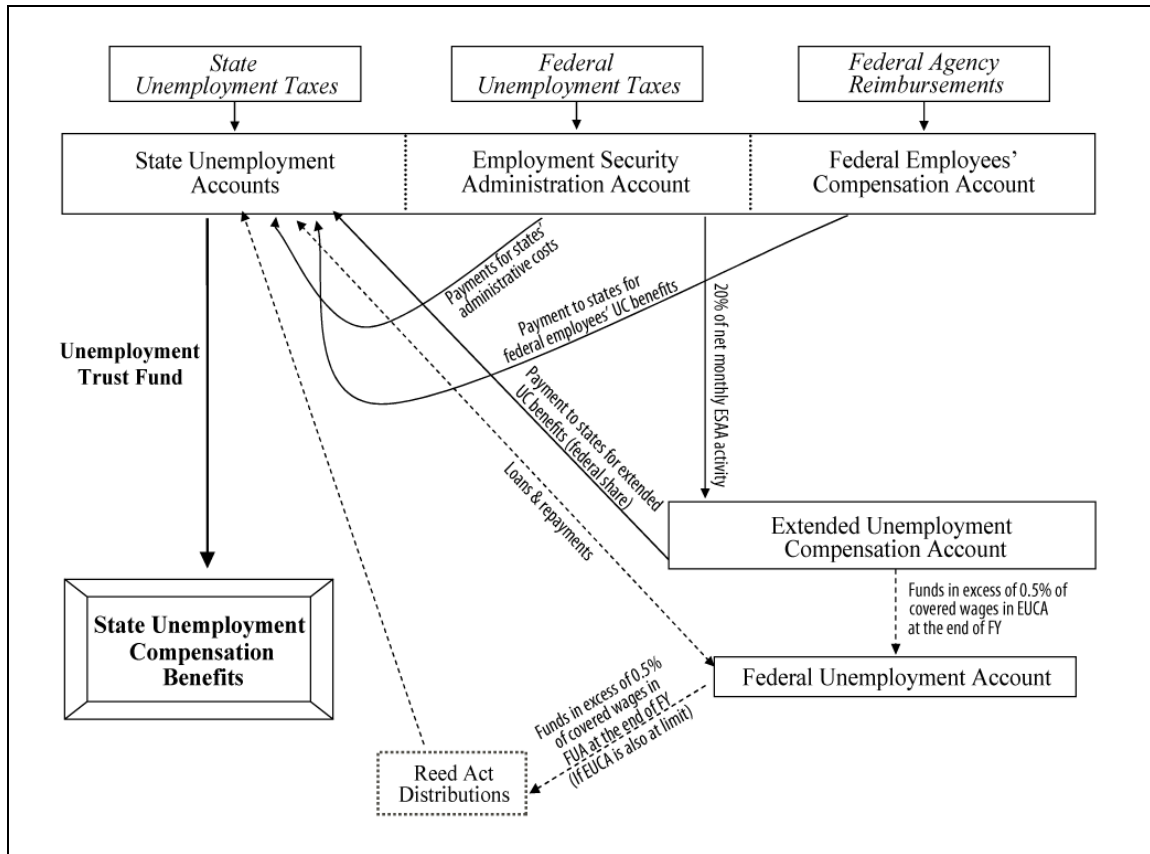 State
Unemployment Taxes
Federal
Unemployment Taxes
Federal Agency
Reimbursements
State Unemployment
Accounts
Employment Security
Administration Account
Federal Employees’
Compensation Account
Payments for states’
administrative costs
Payment to states for
federal employees’ UC benefits
20% of net monthly ESAA activity
Unemployment
Trust Fund
Payment to states for extended
UC benefits (federal share)
Loans & repayments
Extended Unemployment
Compensation Account
Funds in excess of 0.5% of
covered wages in EUCA
at the end of FY
State Unemployment
Compensation
Benefits
Federal Unemployment Account
Funds in excess of 0.5%
of covered wages in
FUA at the end of FY
(If EUCA is also at limit)
Reed Act
Distributions